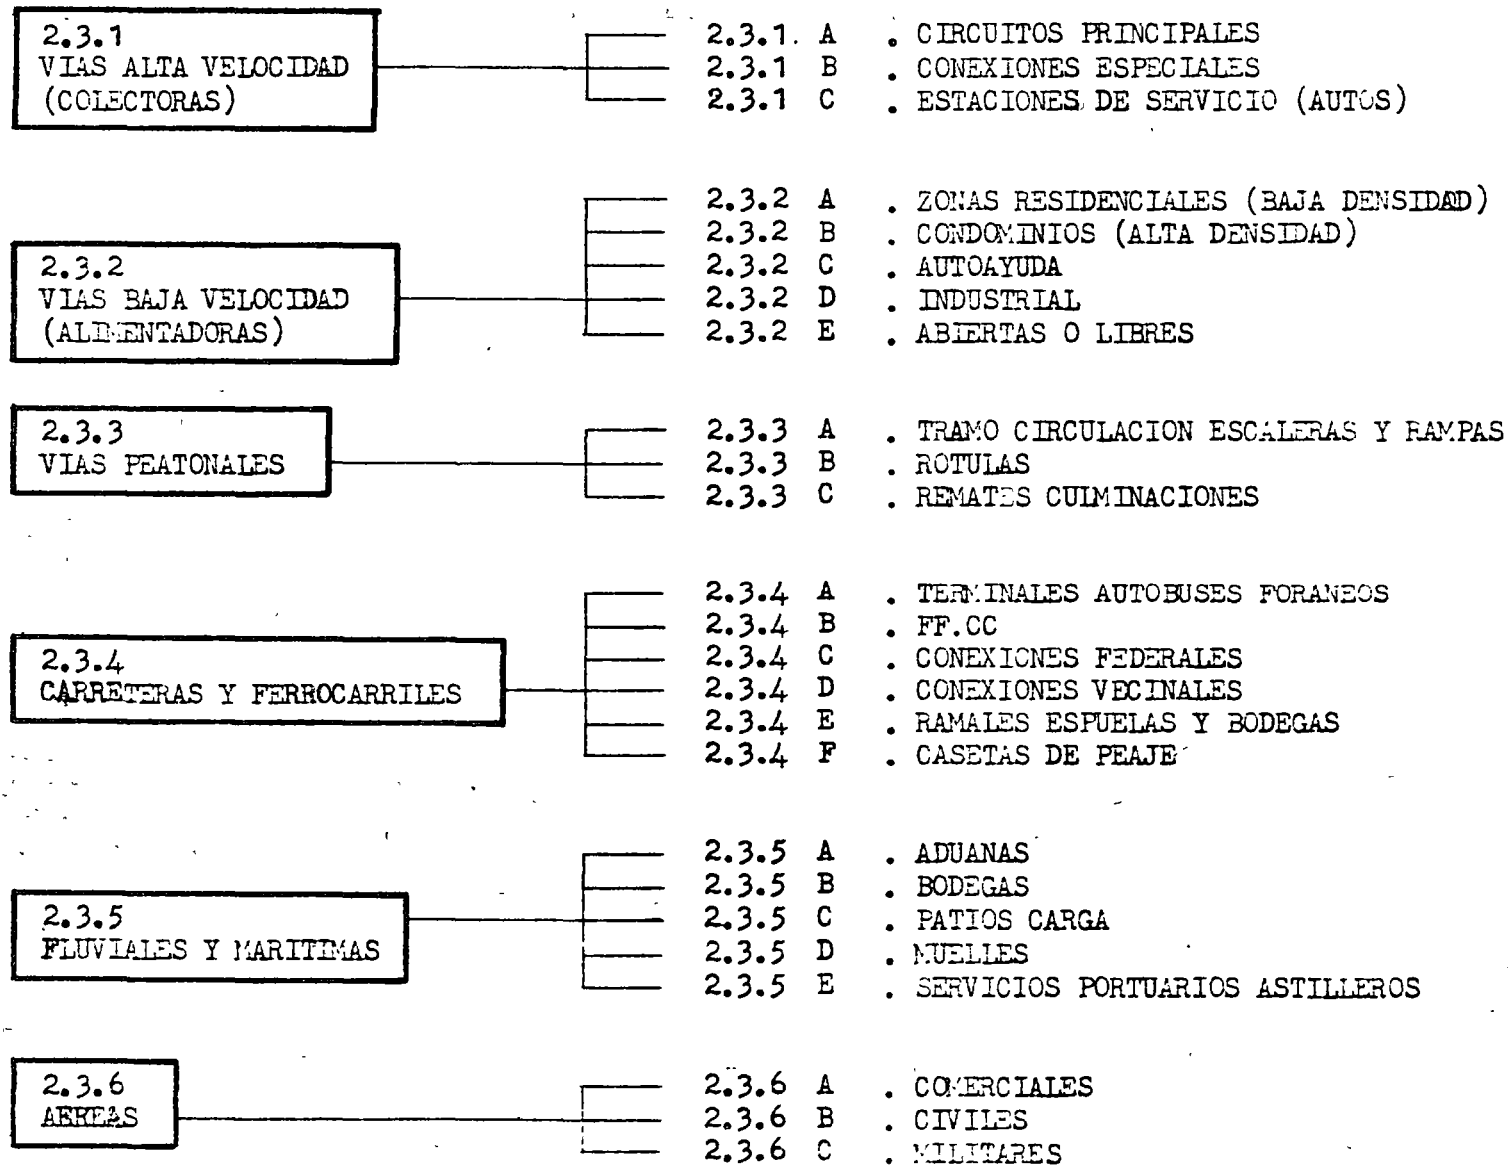 2.3.1
VIAS ALTA VELOCIDAD
(COLECTORAS)
2.3.1. A . CIRCUITOS PRINCIPALES
2.3.1 B . CONEXIONES ESPECIALES
2.3.1 C . ESTACIONES DE SERVICIO (AUTOS)
2.3.2
VIAS BAJA VELOCIDAD
(ALIMENTADORAS)
2.3.2 A . ZONAS RESIDENCIALES (BAJA DENSIDAD)
2.3.2 B . CONDOMINIOS (ALTA DENSIDAD)
2.3.2 C . AUTOAYUDA
2.3.2 D . INDUSTRIAL
2.3.2 E . ABIERTAS O LIBRES
2.3.3
VIAS PEATONALES
2.3.3 A . TRAMO CIRCULACION ESCALERAS Y RAMPAS
2.3.3 B . ROTULAS
2.3.3 C . REMATES CULMINACIONES
2.3.4
CARRETERAS Y FERROCARRILES
2.3.4 A . TERMINALES AUTOBUSES FORANEOS
2.3.4 B . FF.CC
2.3.4 C . CONEXIONES FEDERALES
2.3.4 D . CONEXIONES VECINALES
2.3.4 E . RAMALES ESPUELAS Y BODEGAS
2.3.4 F . CASETAS DE PEAJE
2.3.5
FLUVIALES Y MARITIMAS
2.3.5 A . ADUANAS
2.3.5 B . BODEGAS
2.3.5 C . PATIOS CARGA
2.3.5 D . MUELLES
2.3.5 E . SERVICIOS PORTUARIOS ASTILLEROS
2.3.6
AEREAS
2.3.6 A . COMERCIALES
2.3.6 B . CIVILES
2.3.6 C . MILITARES